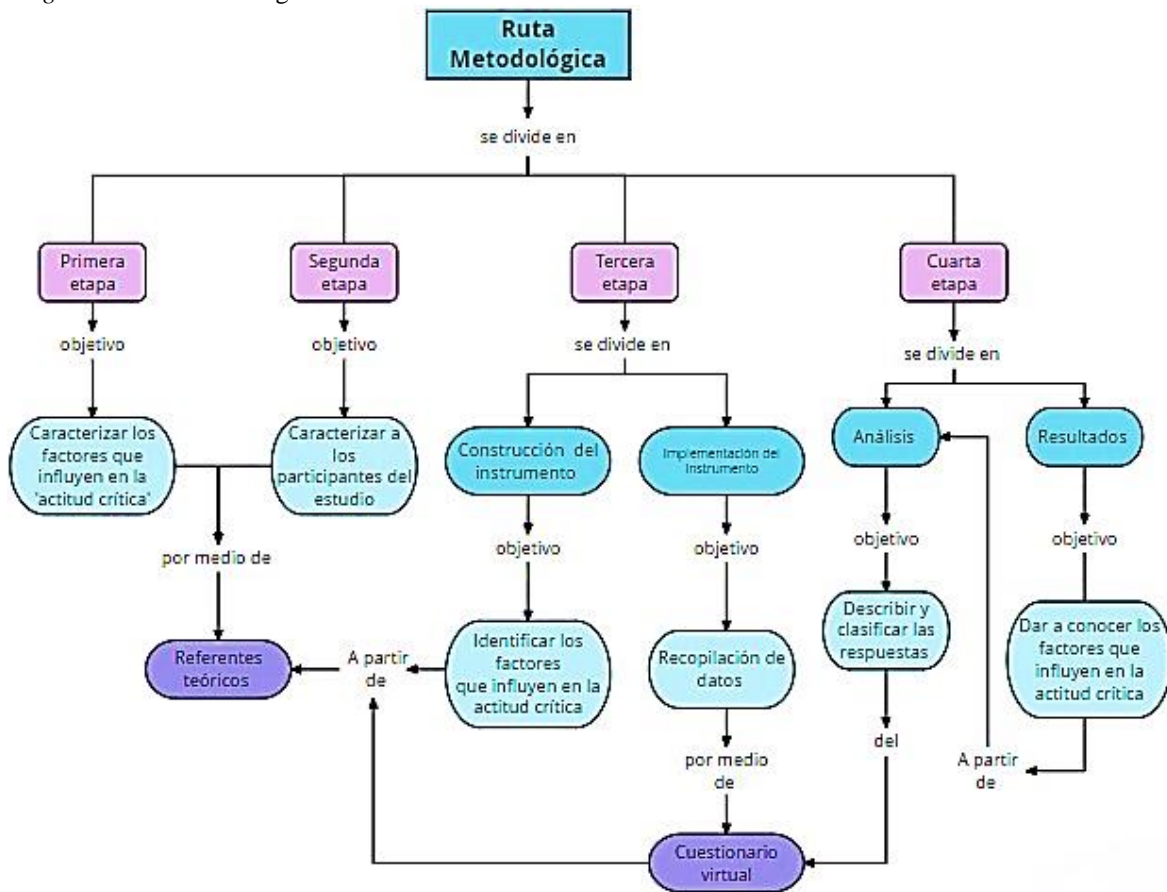 Ruta
Metodológica
se divide en
Primera
etapa
Segunda
etapa
Tercera
etapa
Cuarta
etapa
objetivo
objetivo
se divide en
se divide en
Caracterizar los
factores que
influyen en la
'actitud crítica'
Caracterizar a
los
participantes del
estudio
Construcción del
instrumento
Implementación del
Instrumento
Análisis
Resultados
por medio de
objetivo
objetivo
objetivo
objetivo
Referentes
teóricos
A partir
de
Identificar los
factores
que influyen en la
actitud crítica
Recopilación de
datos
Describir y
clasificar las
respuestas
Dar a conocer los
factores que
influyen en la
actitud crítica
por medio
de
del
A partir
de
Cuestionario
virtual